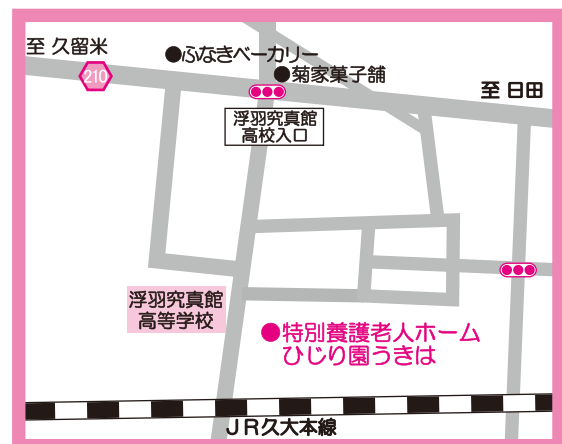 至 久留米
ふなきベーカリー
210
菊家菓子舗
至 日田
浮羽究真館
高校入口
浮羽究真館
高等学校
特別養護老人ホーム
ひじり園うきは
JR久大本線